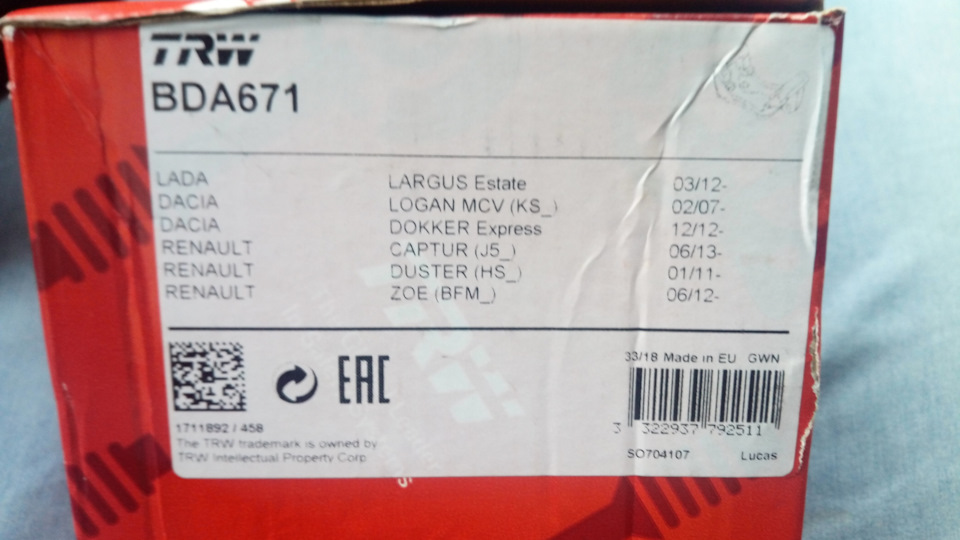 TRW
BDA671
LADA LARGUS Estate 03/12-
DACIA LOGAN MCV (KS_) 02/07-
DACIA DOKKER Express 12/12-
RENAULT CAPTUR (J5_) 06/13-
RENAULT DUSTER (HS_) 01/11-
RENAULT ZOE (BFM_) 06/12-
33/18 Made in EU GWN
EAC
3 322937 792511
1711892 / 458
The TRW trademark is owned by
TRW Intellectual Property Corp
SO704107 Lucas